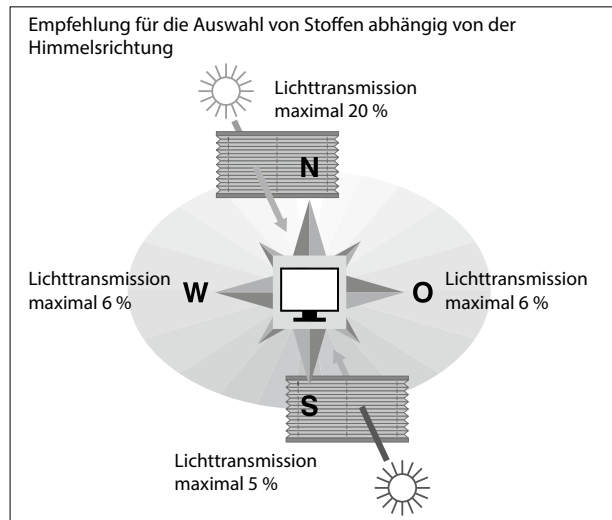 Empfehlung für die Auswahl von Stoffen abhängig von der
Himmelsrichtung
Lichttransmission
maximal 20 %
N
Lichttransmission
maximal 6 %
W
O
Lichttransmission
maximal 6 %
S
Lichttransmission
maximal 5 %